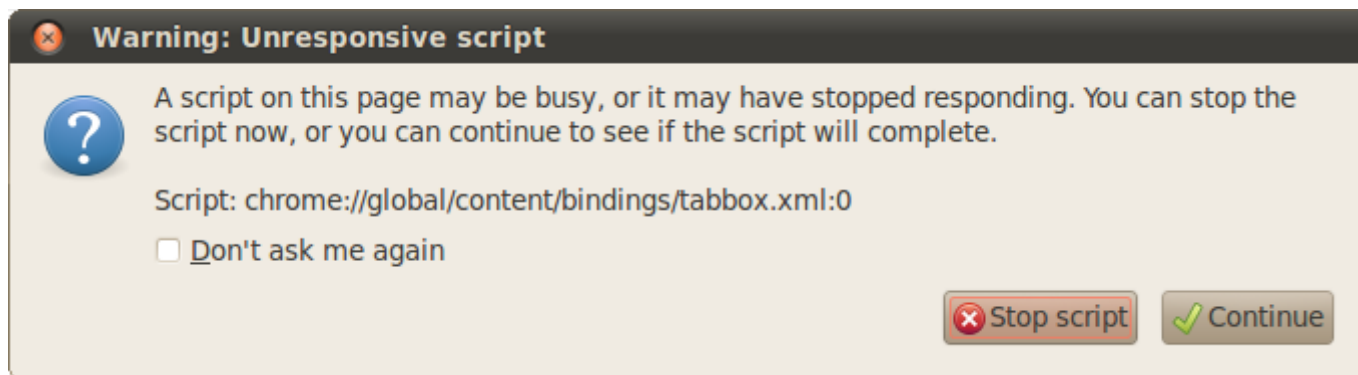 Warning: Unresponsive script
A script on this page may be busy, or it may have stopped responding. You can stop the
script now, or you can continue to see if the script will complete.
Script: chrome://global/content/bindings/tabbox.xml:0
Don't ask me again
Stop script
Continue